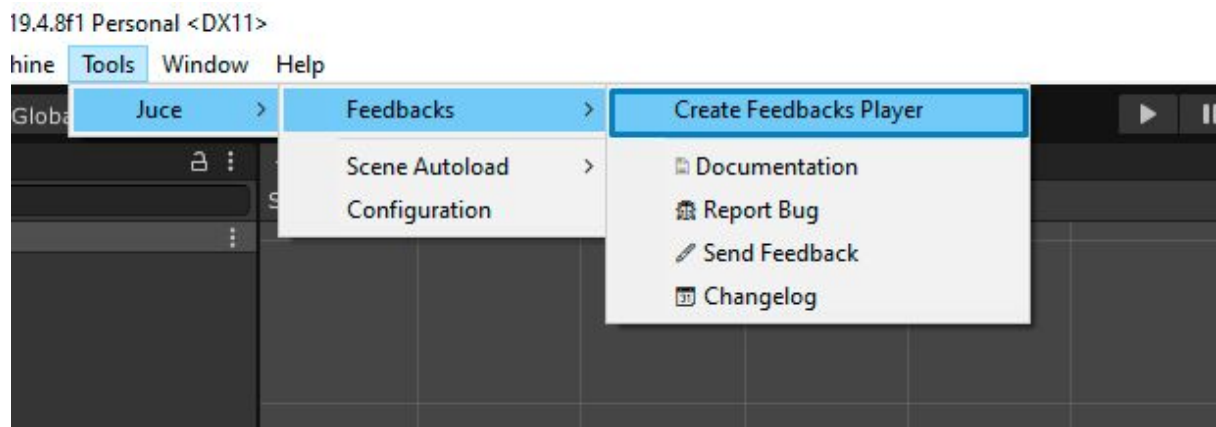 19.4.8f1 Personal <DX11>
hine Tools Window Help
Globa Juce > Feedbacks > Create Feedbacks Player
Scene Autoload > Documentation
Configuration Report Bug
Send Feedback
Changelog